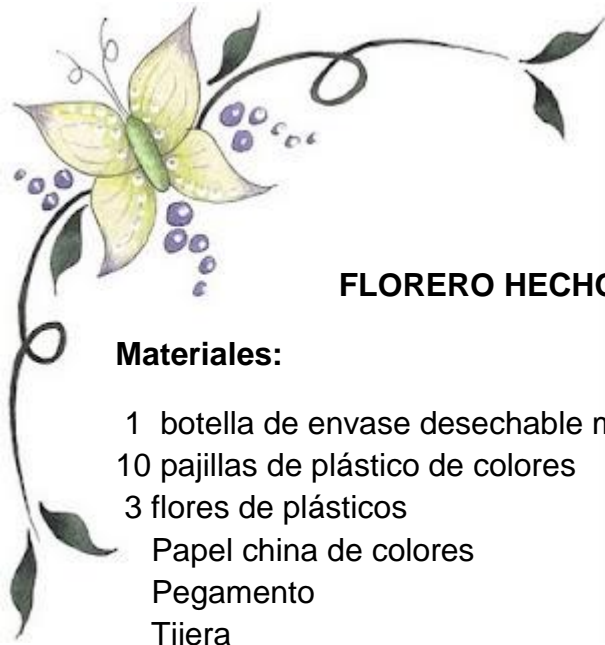 FLORERO HECHO
Materiales:
1 botella de envase desechable
10 pajillas de plástico de colores
3 flores de plásticos
Papel china de colores
Pegamento
Tijera